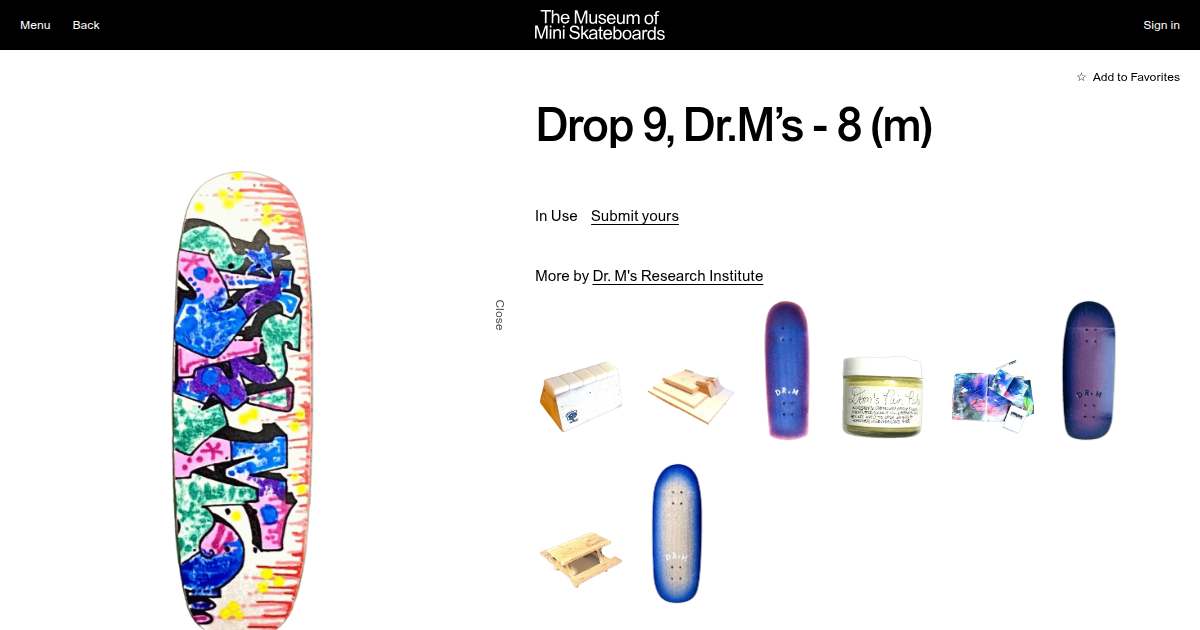 Menu
Back
The Museum of
Mini Skateboards
Sign in
☆ Add to Favorites
Drop 9, Dr.M’s - 8 (m)
In Use
Submit yours
More by Dr. M's Research Institute
Close
DR.M
DR.M
DR.M